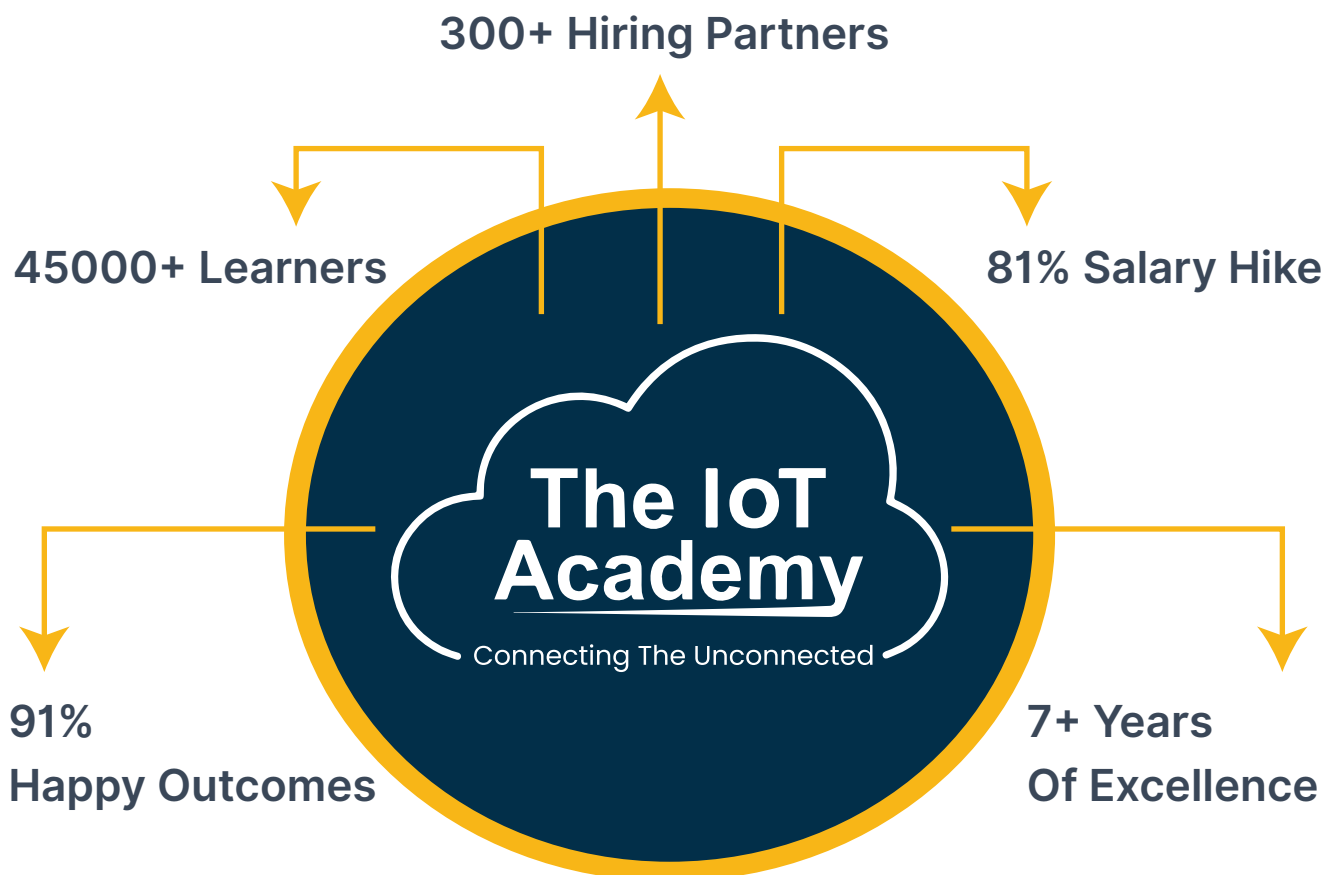 300+ Hiring Partners
45000+ Learners
81% Salary Hike
The IoT
Academy
Connecting The Unconnected
91%
Happy Outcomes
7+ Years
Of Excellence